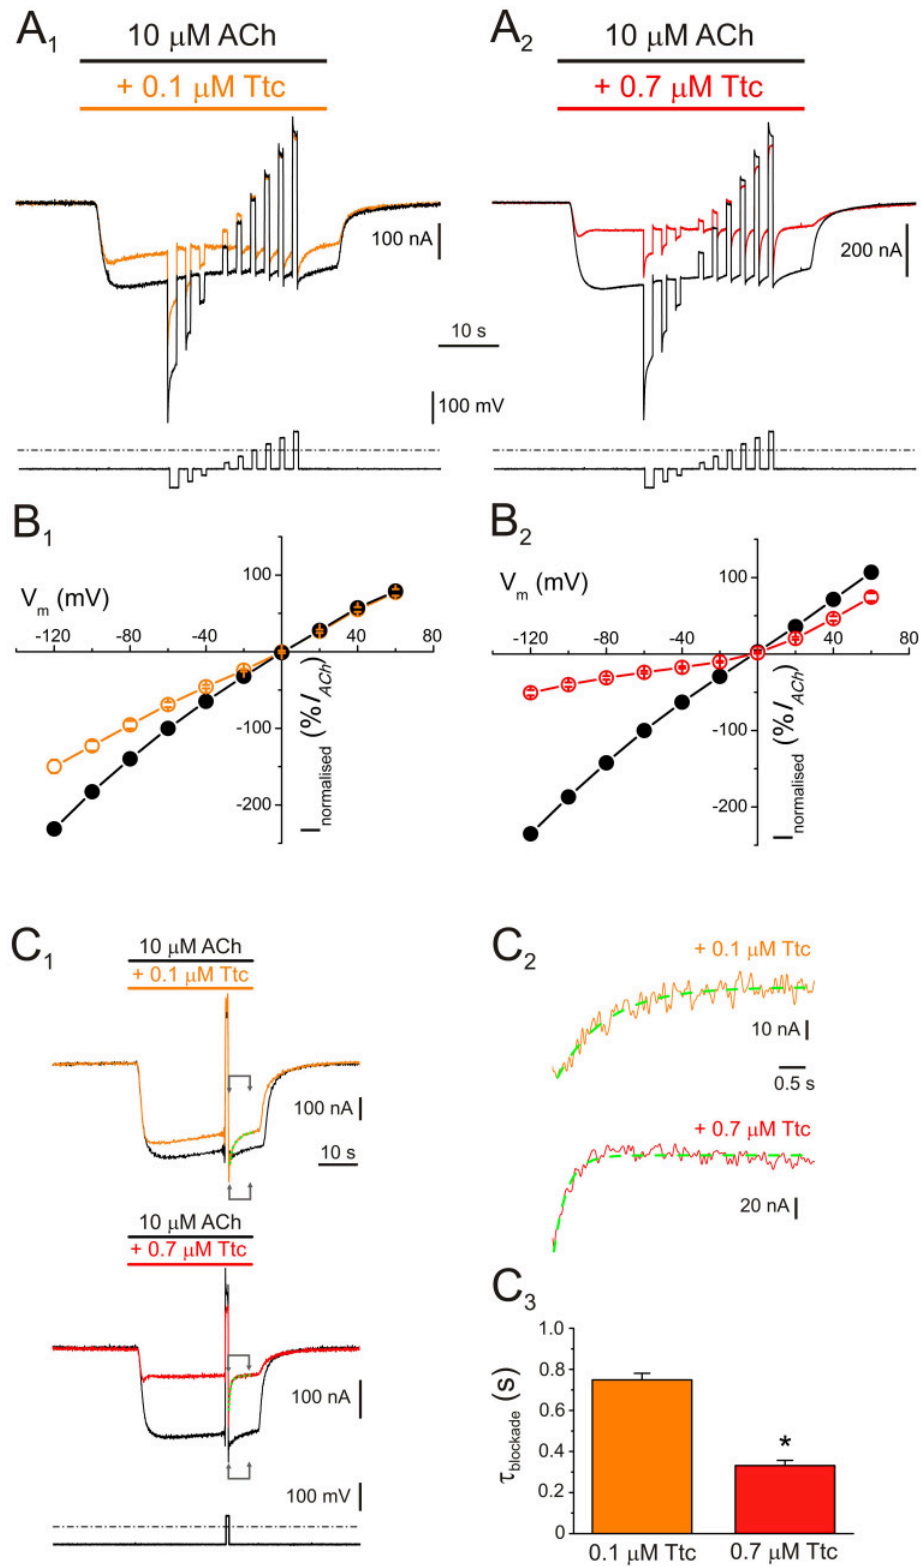 A1
10 µM ACh
+ 0.1 µM Ttc
100 nA
A2
10 µM ACh
+ 0.7 µM Ttc
200 nA
10 s
100 mV
B1
Vm (mV)
100
-120 -80 -40 40 80
-100
-200
Inormalised (%IACh)
B2
Vm (mV)
100
-120 -80 -40 40 80
-100
-200
Inormalised (%IACh)
C1
10 µM ACh
+ 0.1 µM Ttc
100 nA
10 s
10 µM ACh
+ 0.7 µM Ttc
100 nA
100 mV
C2
+ 0.1 µM Ttc
10 nA
0.5 s
+ 0.7 µM Ttc
20 nA
C3
1.0
0.8
0.6
0.4
0.2
0
τblockade (s)
*
0.1 µM Ttc
0.7 µM Ttc